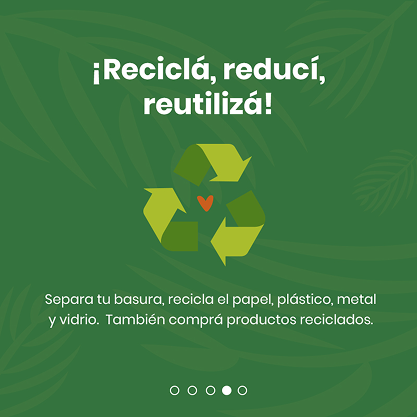 ¡Reciclá, reducí,
reutilizá!
Separa tu basura, recicla el papel, plástico, metal
y vidrio. También comprá productos reciclados.